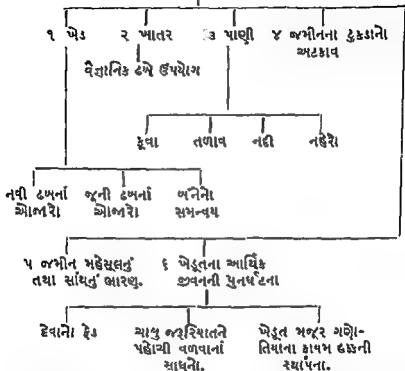 ૧ ખેડ ૨ ખાતર ૩ પાણી ૪ જમીનના ટુકડાનો
અટકાવ
વૈજ્ઞાનિક ઢબે ઉપયોગ
કૂવા તળાવ નદી નહેરો
નવી ઢબનાં જૂની ઢબનાં બંનેનો
ઓજારો ઓજારો સમન્વય
૫ જમીન મહેસૂલનું ૬ ખેડૂતના આર્થિક
તથા સાંથનું ભારણ. જીવનની પુનર્ઘટના
દેવાનો ફેડ ચાલુ જરૂરિયાતને ખેડૂત મજૂર ગણો-
પહોંચી વળવાનાં તિયાના કાયમ હક્કની
સાધનો. સ્થાપના.